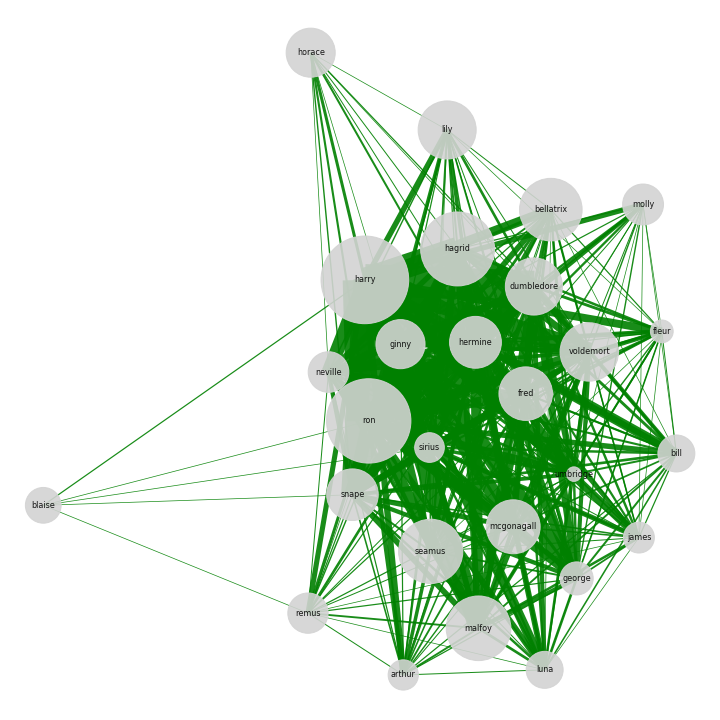 horace
lily
molly
bellatrix
hagrid
harry
dumbledore
fleur
hermine
ginny
voldemort
neville
fred
ron
sirius
bill
umbridge
snape
blaise
mcgonagall
james
seamus
george
remus
malfoy
luna
arthur